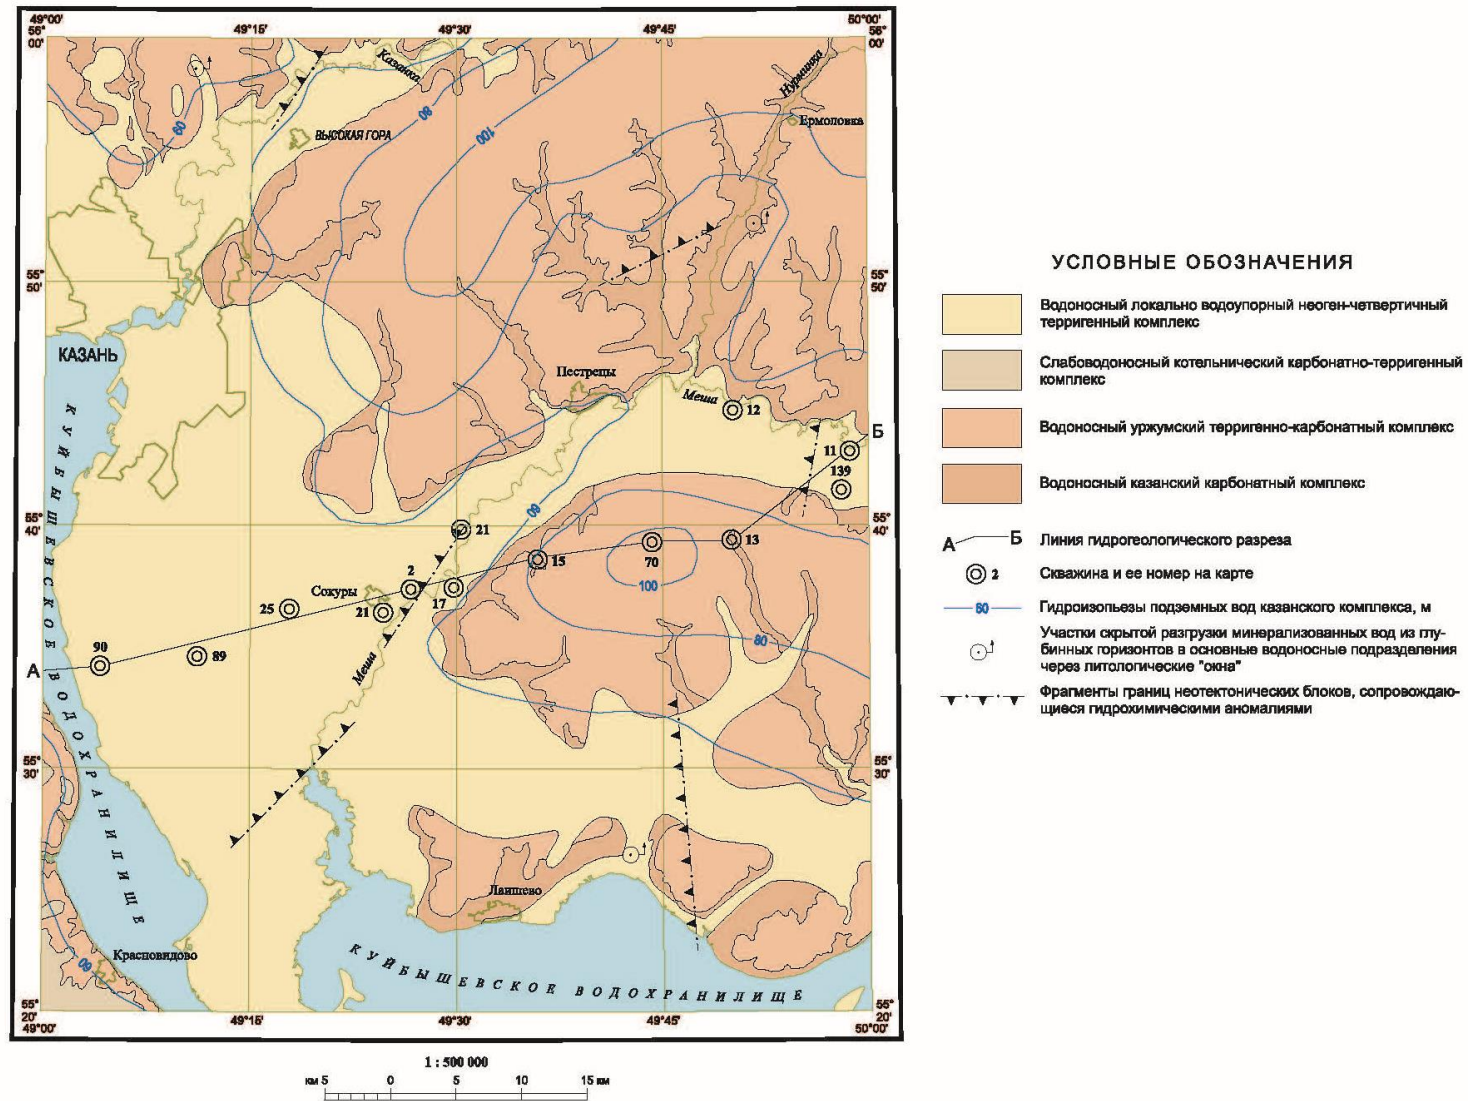 49°00'
49°15'
49°30'
49°45'
50°00'
56°
00'
56°
00'
Казанка
Нурминка
60
80
100
ВЫСОКАЯ ГОРА
Ермоловка
55°
50'
55°
50'
КАЗАНЬ
Пестрецы
Меша
12
Б
11
139
КУЙБЫШЕВСКОЕ ВОДОХРАНИЛИЩЕ
60
55°
40'
55°
40'
21
13
15
70
2
100
Сокуры
17
25
21
80
90
89
А
Меша
55°
30'
55°
30'
Лаишево
Красновидово
60
КУЙБЫШЕВСКОЕ ВОДОХРАНИЛИЩЕ
55°
20'
55°
20'
49°00'
49°15'
49°30'
49°45'
50°00'
1 : 500 000
км 5 0 5 10 15 км
УСЛОВНЫЕ ОБОЗНАЧЕНИЯ
Водоносный локально водоупорный неоген-четвертичный
терригенный комплекс
Слабоводоносный котельнический карбонатно-терригенный
комплекс
Водоносный уржумский терригенно-карбонатный комплекс
Водоносный казанский карбонатный комплекс
А Б Линия гидрогеологического разреза
2 Скважина и ее номер на карте
60 Гидроизопьезы подземных вод казанского комплекса, м
Участки скрытой разгрузки минерализованных вод из глу-
бинных горизонтов в основные водоносные подразделения
через литологические "окна"
Фрагменты границ неотектонических блоков, сопровождаю-
щиеся гидрохимическими аномалиями